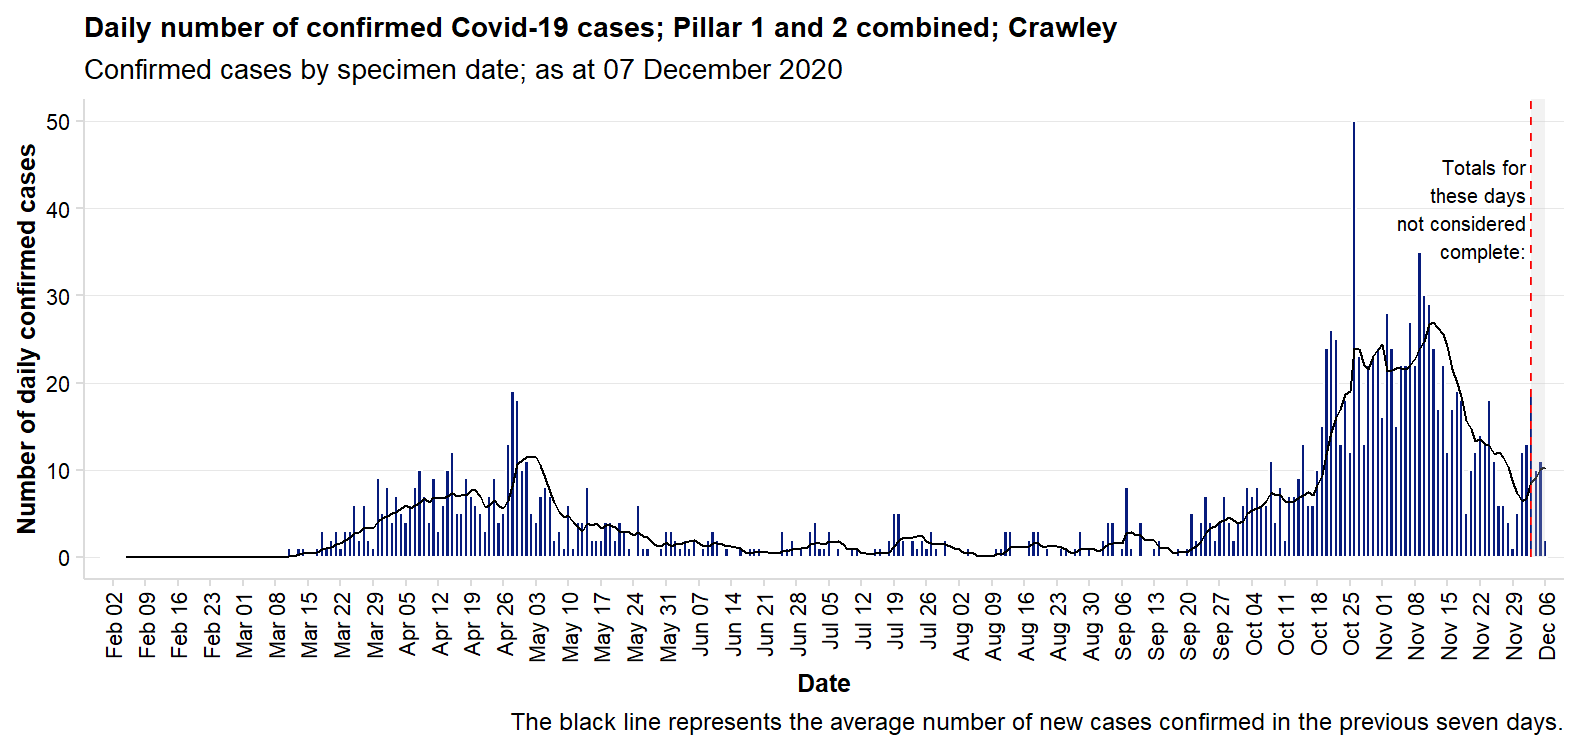 Daily number of confirmed Covid-19 cases; Pillar 1 and 2 combined; Crawley
Confirmed cases by specimen date; as at 07 December 2020
Number of daily confirmed cases
50
40
30
20
10
0
Totals for
these days
not considered
complete:
Feb 02
Feb 09
Feb 16
Feb 23
Mar 01
Mar 08
Mar 15
Mar 22
Mar 29
Apr 05
Apr 12
Apr 19
Apr 26
May 03
May 10
May 17
May 24
May 31
Jun 07
Jun 14
Jun 21
Jun 28
Jul 05
Jul 12
Jul 19
Jul 26
Aug 02
Aug 09
Aug 16
Aug 23
Aug 30
Sep 06
Sep 13
Sep 20
Sep 27
Oct 04
Oct 11
Oct 18
Oct 25
Nov 01
Nov 08
Nov 15
Nov 22
Nov 29
Dec 06
Date
The black line represents the average number of new cases confirmed in the previous seven days.